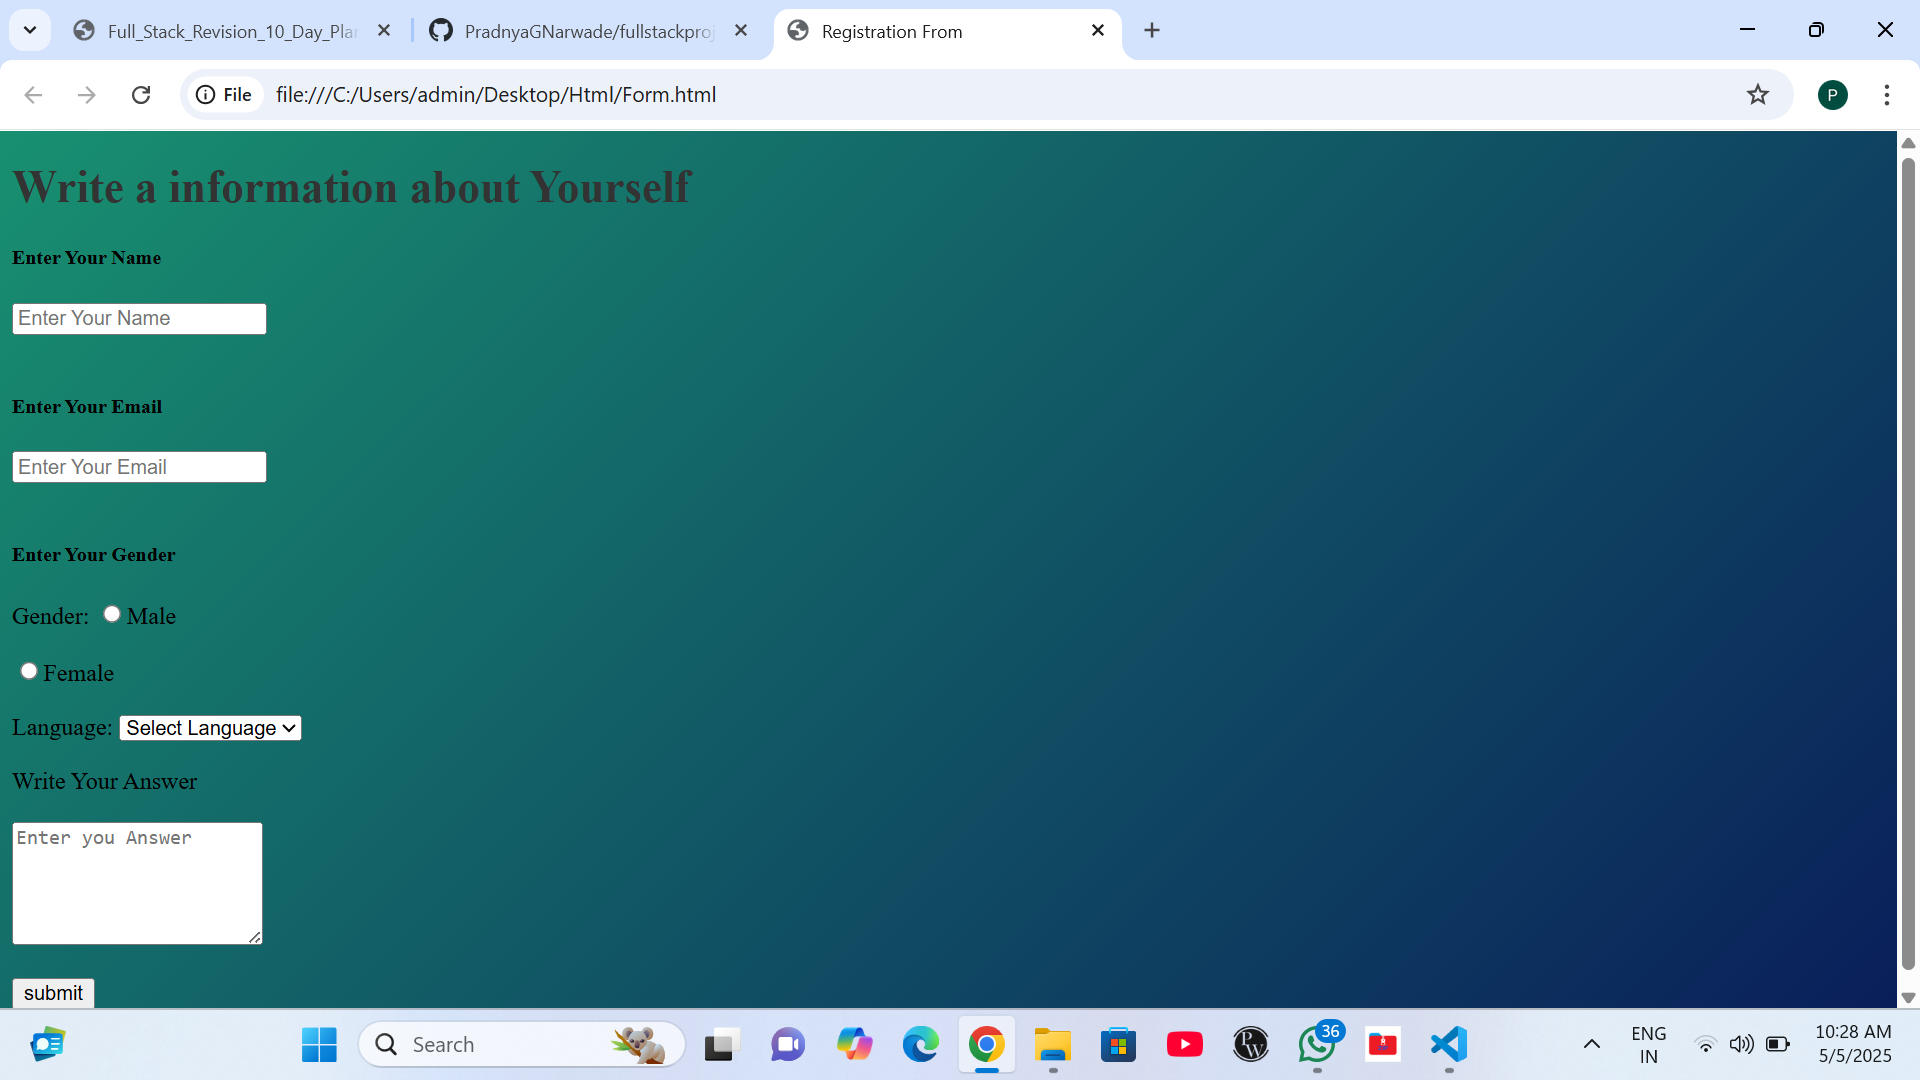 Full_Stack_Revision_10_Day_Pla
PradnyaGNarwade/fullstackproj
Registration From
File
file:///C:/Users/admin/Desktop/Html/Form.html
P
Write a information about Yourself
Enter Your Name
Enter Your Name
Enter Your Email
Enter Your Email
Enter Your Gender
Gender: Male
Female
Language: Select Language
Write Your Answer
Enter you Answer
submit
Search
PW
36
ENG
IN
10:28 AM
5/5/2025